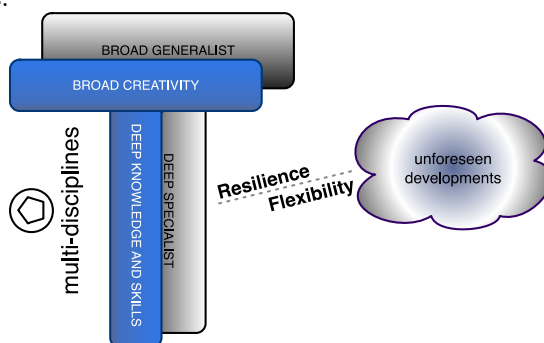 BROAD GENERALIST
BROAD CREATIVITY
DEEP KNOWLEDGE AND SKILLS
DEEP SPECIALIST
multi-disciplines
Resilience
Flexibility
unforeseen
developments